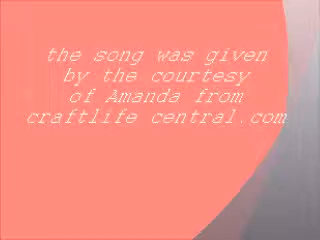 the song was given
by the courtesy
of Amanda from
craftlife central.com